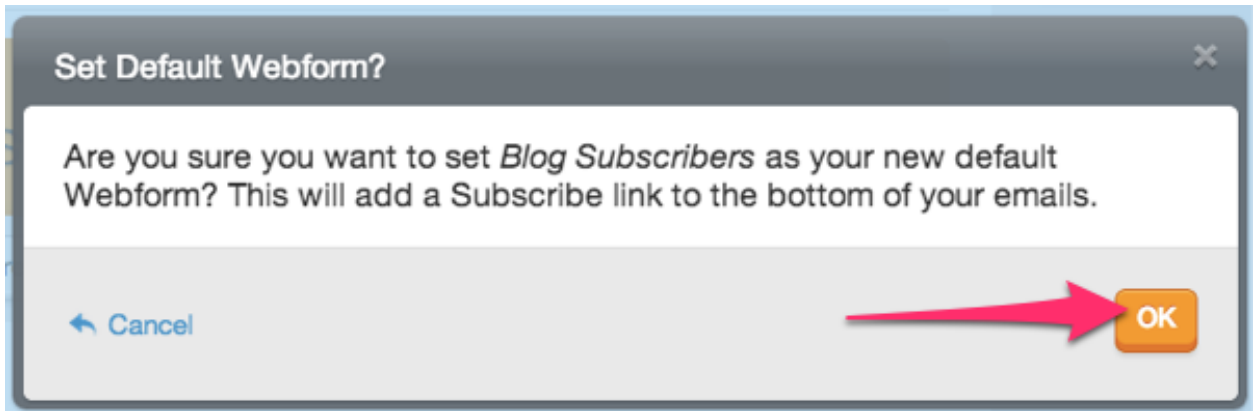 Set Default Webform?
Are you sure you want to set Blog Subscribers as your new default
Webform? This will add a Subscribe link to the bottom of your emails.
Cancel
OK